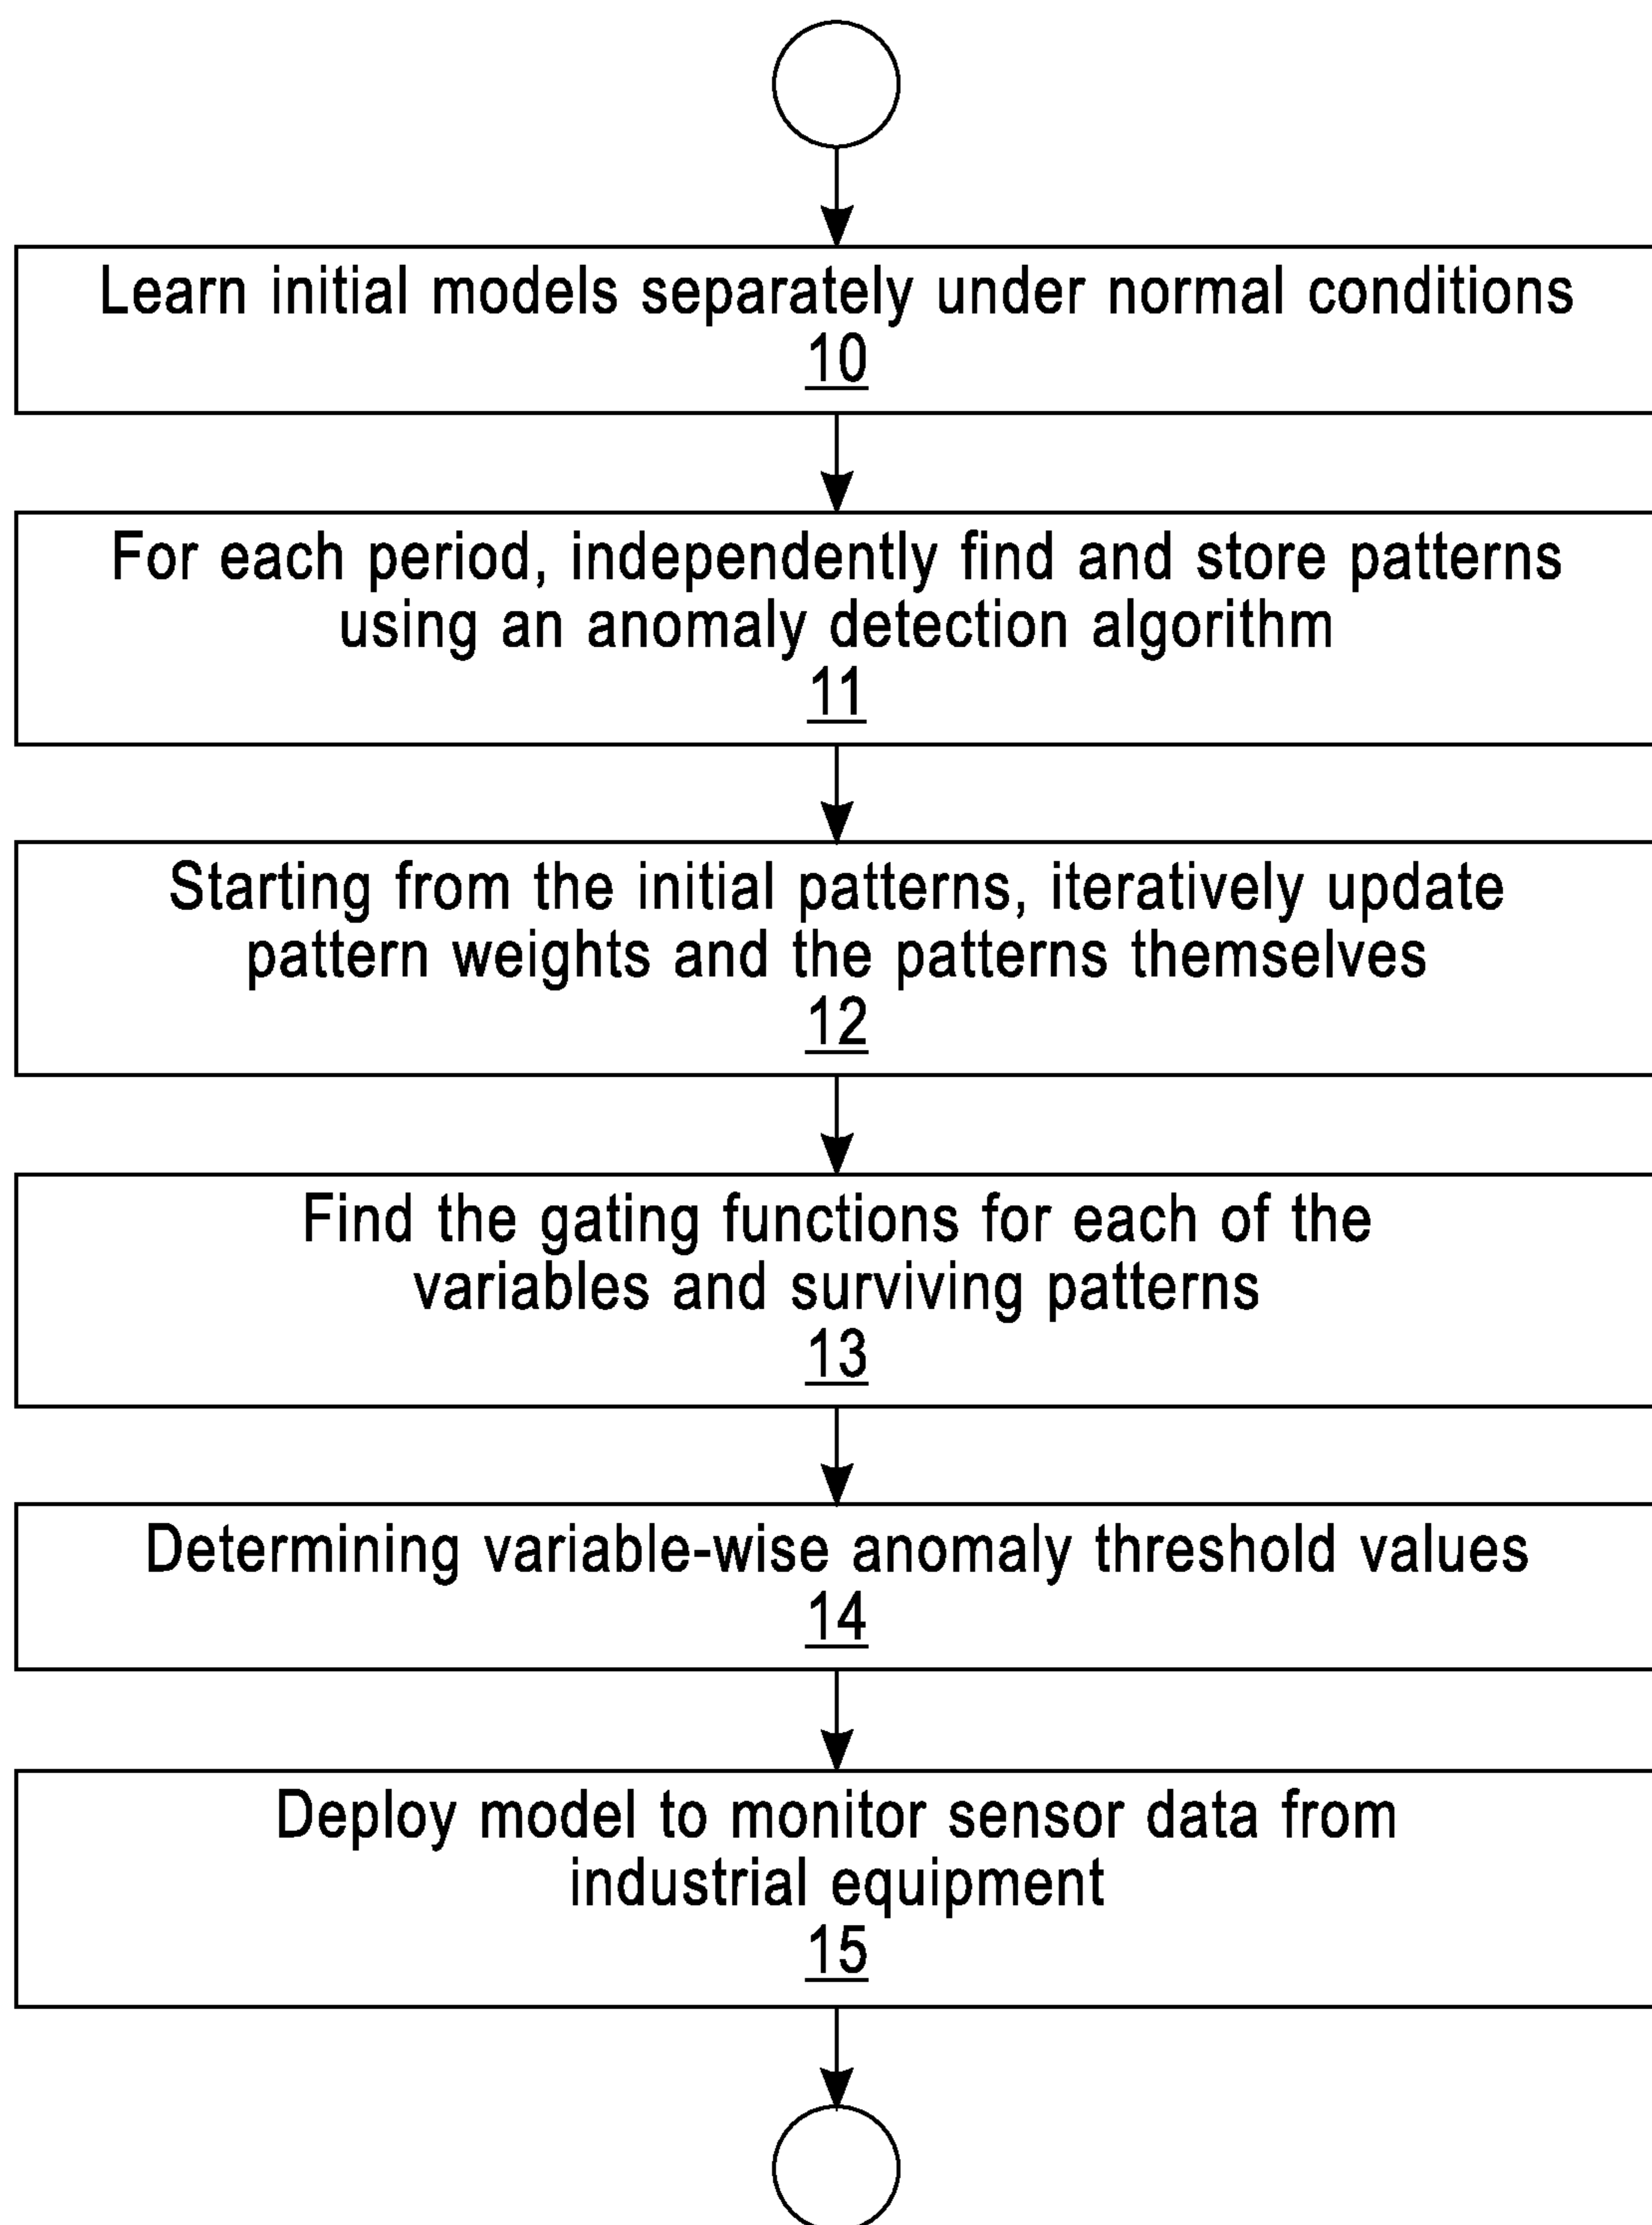 Learn initial models separately under normal conditions
10
For each period, independently find and store patterns
using an anomaly detection algorithm
11
Starting from the initial patterns, iteratively update
pattern weights and the patterns themselves
12
Find the gating functions for each of the
variables and surviving patterns
13
Determining variable-wise anomaly threshold values
14
Deploy model to monitor sensor data from
industrial equipment
15